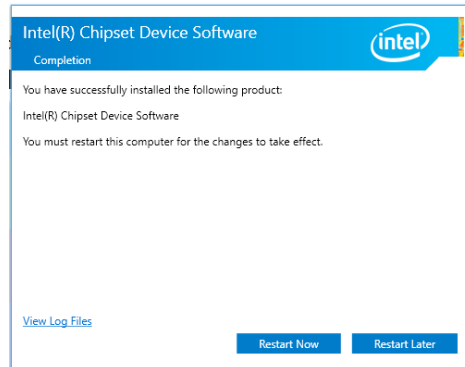 Intel(R) Chipset Device Software
intel
Completion
You have successfully installed the following product:
Intel(R) Chipset Device Software
You must restart this computer for the changes to take effect.
View Log Files
Restart Now
Restart Later